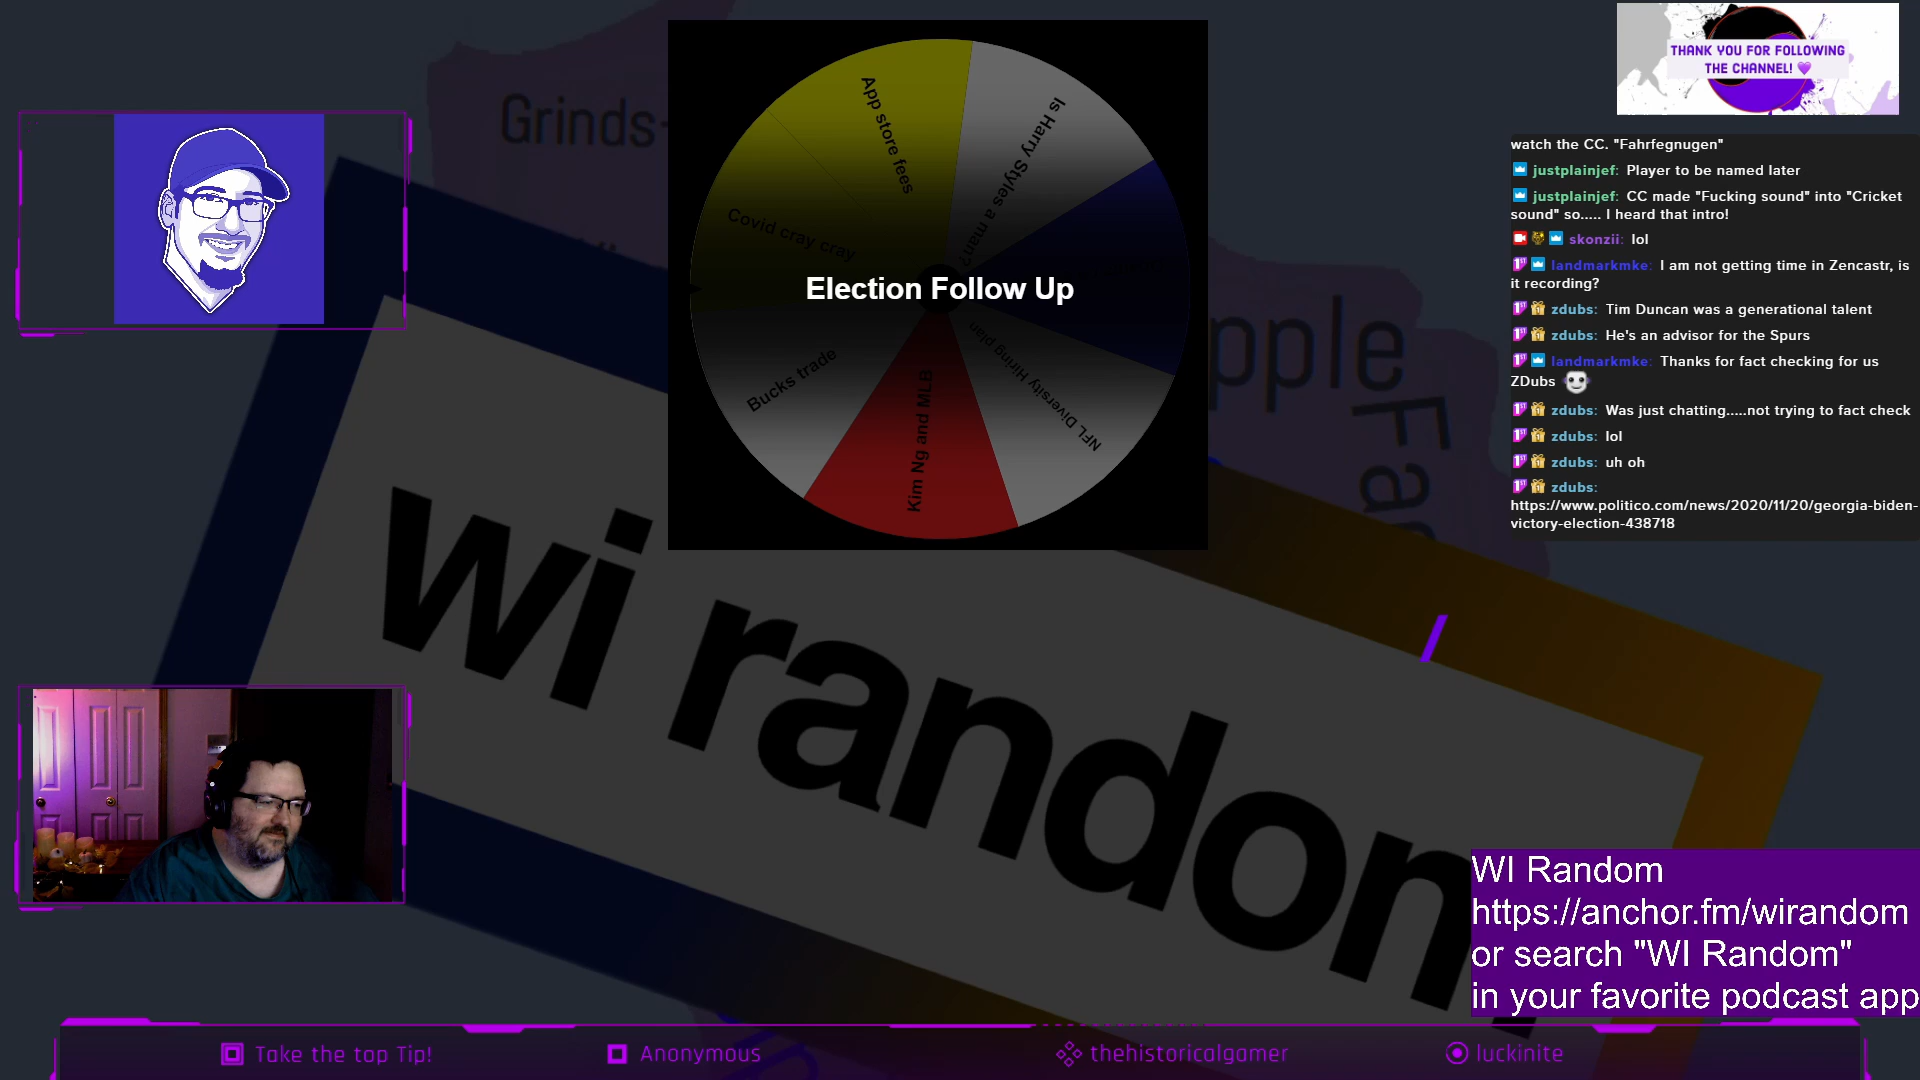 THANK YOU FOR FOLLOWING
THE CHANNEL! 💜
Grinds-
App store fees
Is Harry Styles a man?
Covid cray cray
Election Follow Up
Bucks trade
Kim Ng and MLB
NFL Diversity Hiring plan
pple
Fac
watch the CC. "Fahrfegnugen"
justplainjef: Player to be named later
justplainjef: CC made "Fucking sound" into "Cricket
sound" so..... I heard that intro!
skonzii: lol
landmarkmke: I am not getting time in Zencastr, is
it recording?
zdubs: Tim Duncan was a generational talent
zdubs: He's an advisor for the Spurs
landmarkmke: Thanks for fact checking for us
ZDubs
zdubs: Was just chatting.....not trying to fact check
zdubs: lol
zdubs: uh oh
zdubs:
https://www.politico.com/news/2020/11/20/georgia-biden-
victory-election-438718
wi random
WI Random
https://anchor.fm/wirandom
or search "WI Random"
in your favorite podcast app
Take the top Tip!
Anonymous
thehistoricalgamer
luckinite